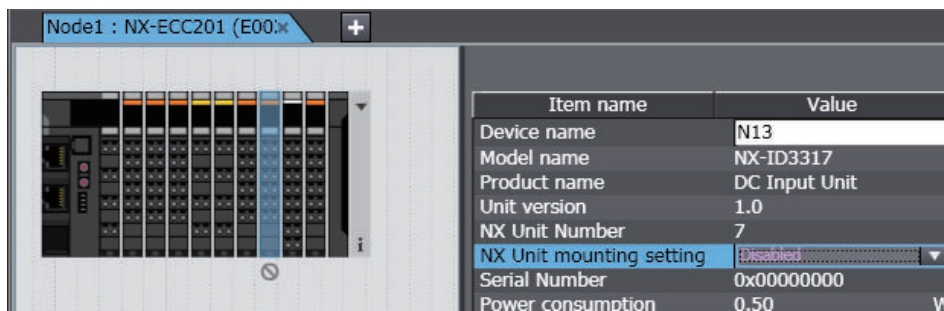 Node1 : NX-ECC201 (E00
+
Item name Value
Device name N13
Model name NX-ID3317
Product name DC Input Unit
Unit version 1.0
NX Unit Number 7
NX Unit mounting setting Disabled
Serial Number 0x00000000
Power consumption 0.50 W
i